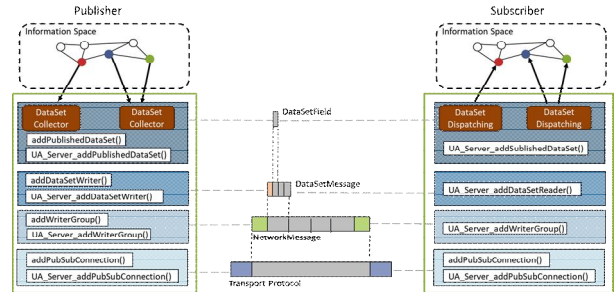 Publisher
Subscriber
Information Space
Information Space
DataSet
Collector
DataSet
Collector
addPublishedDataSet()
UA_Server_addPublishedDataSet()
addDataSetWriter()
UA_Server_addDataSetWriter()
addWriterGroup()
UA_Server_addWriterGroup()
addPubSubConnection()
UA_Server_addPubSubConnection()
DataSetField
DataSetMessage
NetworkMessage
Transport Protocol
DataSet
Dispatching
DataSet
Dispatching
UA_Server_addSublishedDataSet()
UA_Server_addDataSetReader()
UA_Server_addWriterGroup()
addPubSubConnection()
UA_Server_addPubSubConnection()